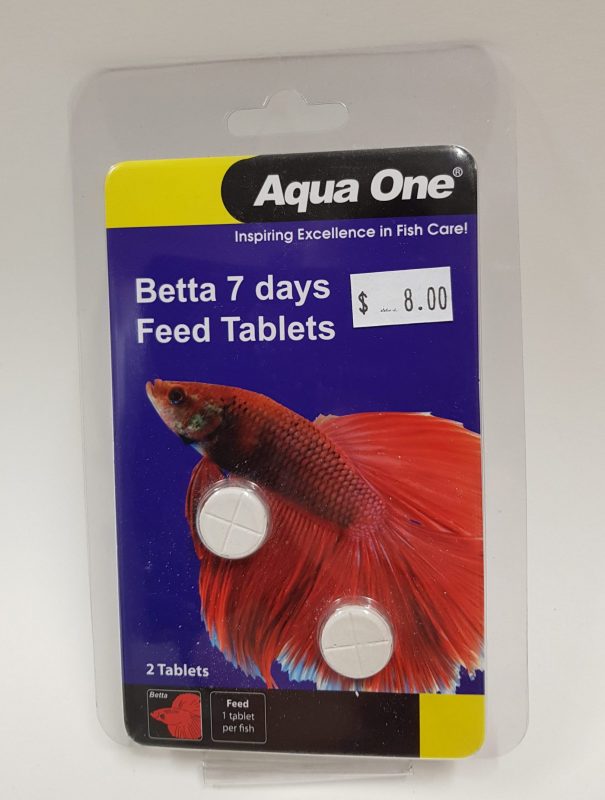 Aqua One®
Inspiring Excellence in Fish Care!
Betta 7 days
Feed Tablets
$ 8.00
2 Tablets
Betta
Feed
1 tablet
per fish